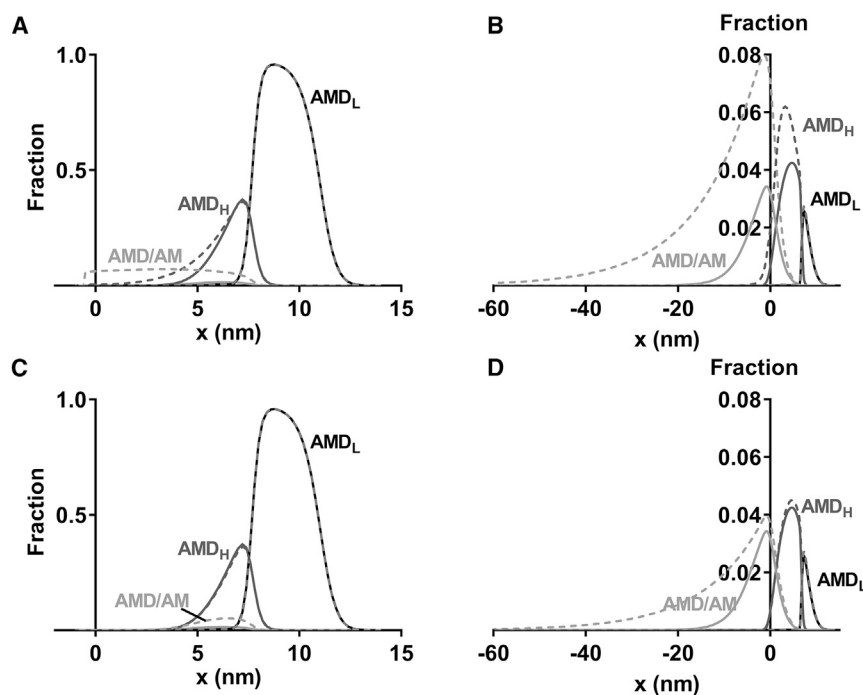 A
1.0
0.5
Fraction
AMD_L
AMD_H
AMD/AM
0
5
10
15
x (nm)
B
Fraction
0.08
0.06
0.04
0.02
AMD_H
AMD_L
AMD/AM
-60
-40
-20
0
x (nm)
C
1.0
0.5
Fraction
AMD_L
AMD_H
AMD/AM
0
5
10
15
x (nm)
D
Fraction
0.08
0.06
0.04
0.02
AMD_H
AMD_L
AMD/AM
-60
-40
-20
0
x (nm)